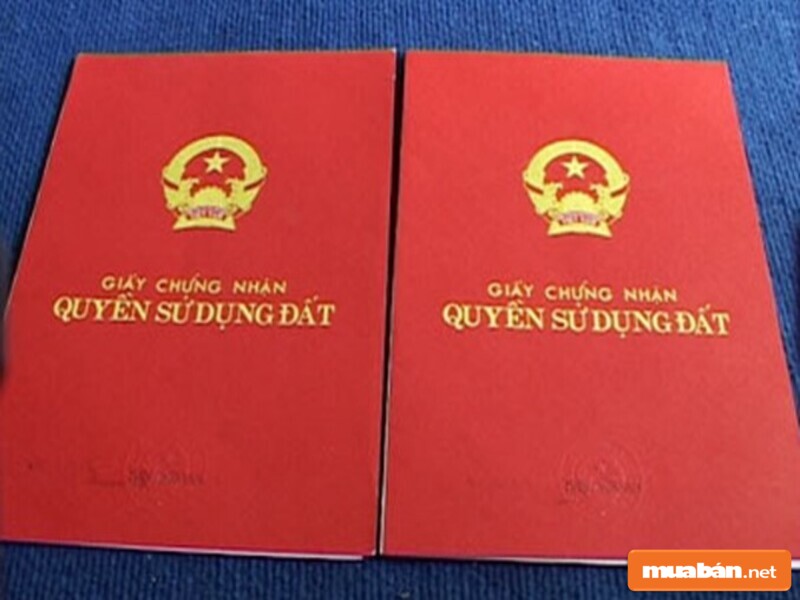 GIẤY CHỨNG NHẬN
QUYỀN SỬ DỤNG ĐẤT
GIẤY CHỨNG NHẬN
QUYỀN SỬ DỤNG ĐẤT
muabán.net